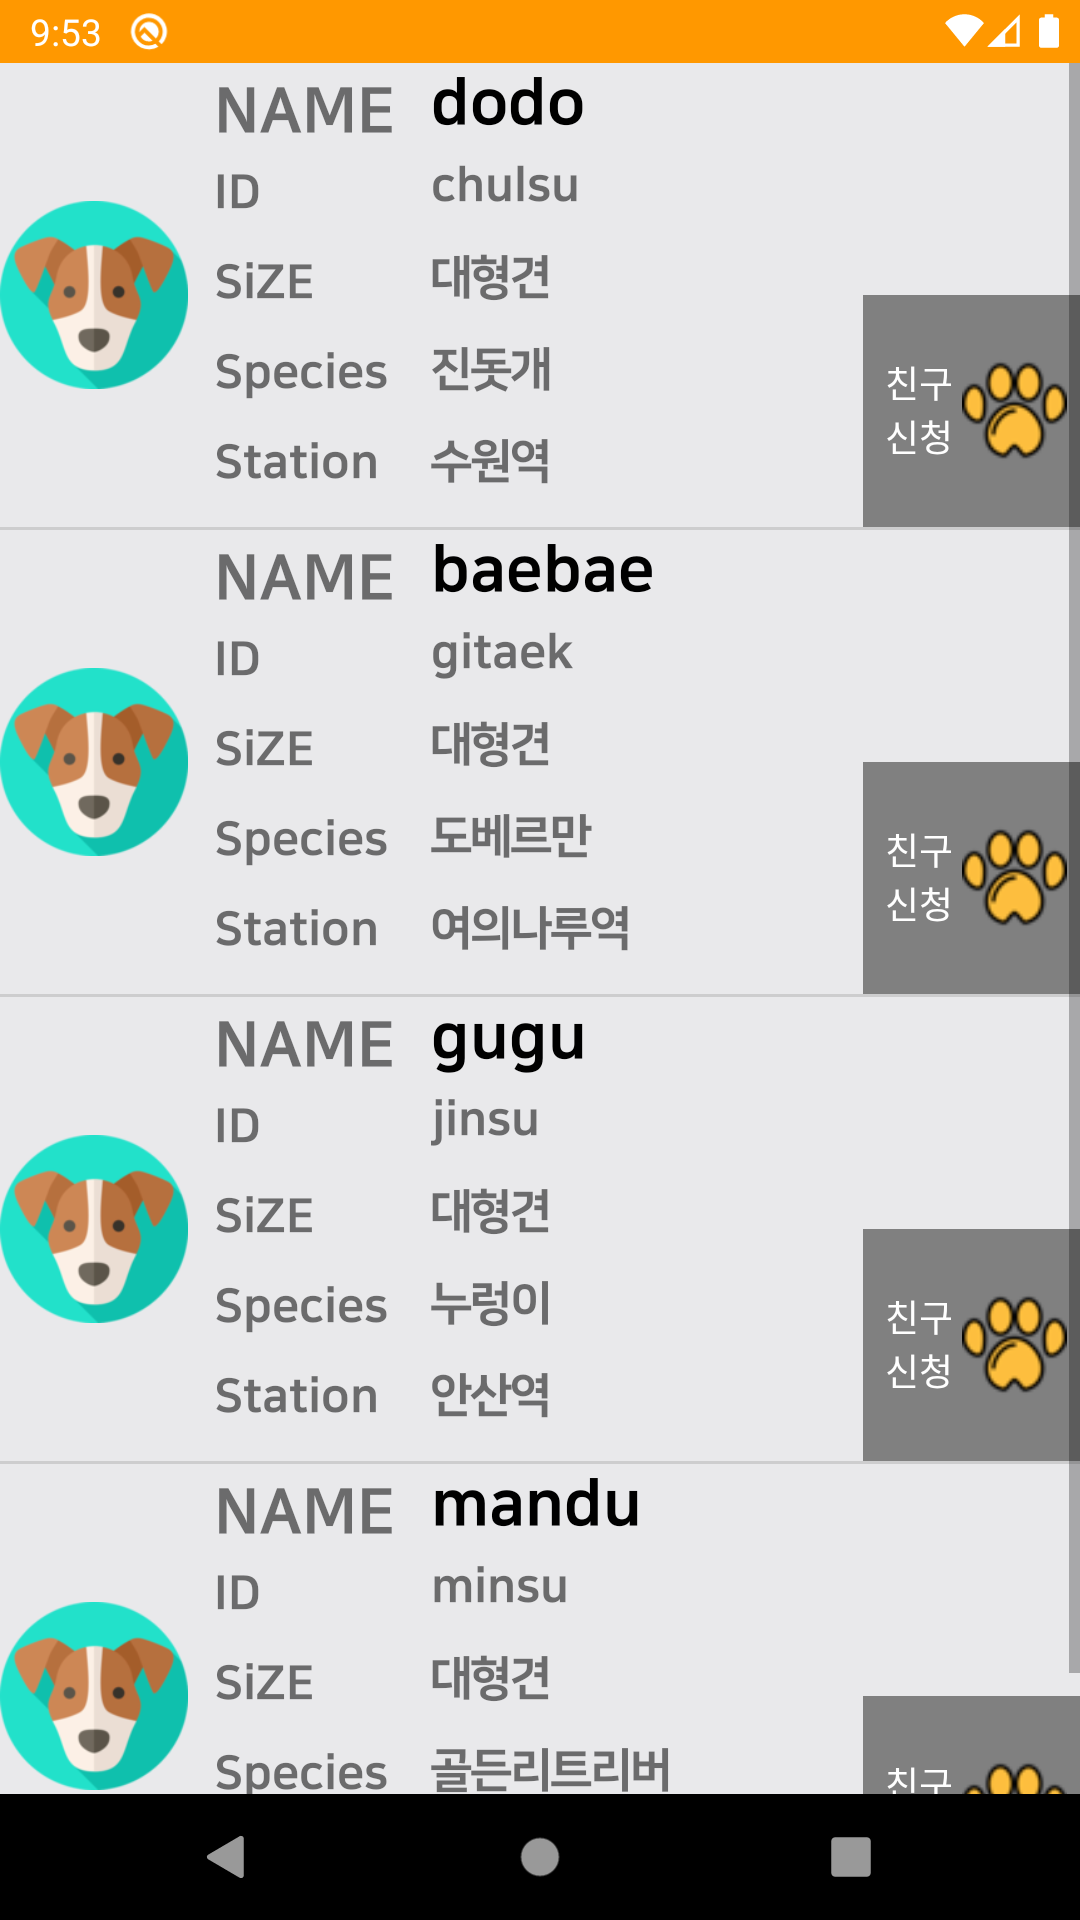 9:53
NAME dodo
ID chulsu
SiZE 대형견
Species 진돗개
친구
신청
Station 수원역
NAME baebae
ID gitaek
SiZE 대형견
Species 도베르만
친구
신청
Station 여의나루역
NAME gugu
ID jinsu
SiZE 대형견
Species 누렁이
친구
신청
Station 안산역
NAME mandu
ID minsu
SiZE 대형견
Species 골든리트리버
친구